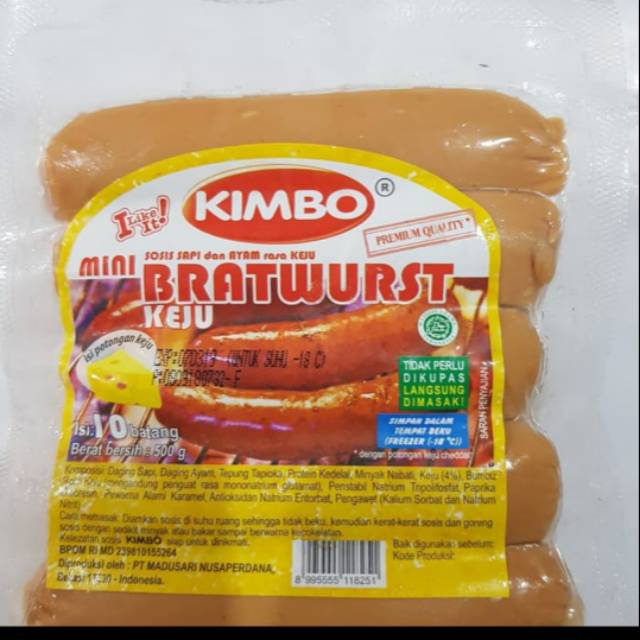 I Like It!
KIMBO ®
PREMIUM QUALITY*
SOSIS SAPI dan AYAM rasa KEJU
MINI BRATWURST
KEJU
isi potongan keju
EXP:070319 (UNTUK SUHU -18 C)
TIDAK PERLU
DIKUPAS
LANGSUNG
DIMASAK!
SIMPAN DALAM
TEMPAT BEKU
(FREEZER (-18 °C))
*dengan potongan keju cheddar
SARAN PENYAJIAN
Isi: 10 batang
Berat bersih: 500 g
Komposisi: Daging Sapi, Daging Ayam, Tepung Tapioka, Protein Kedelai, Minyak Nabati, Keju (4%), Bumbu,
(mengandung penguat rasa mononatrium glutamat), Penstabil Natrium Tripolifosfat, Paprika
Pewarna Alami Karamel, Antioksidan Natrium Eritorbat, Pengawet (Kalium Sorbat dan Natrium
Nitrit)
Cara memasak: Diamkan sosis di suhu ruang sehingga tidak beku, kemudian kerat-kerat sosis dan goreng
sosis dengan sedikit minyak atau bakar sampai berwarna kecokelatan.
Kelezatan sosis KIMBO siap untuk dinikmati.
BPOM RI MD 239810155264
Diproduksi oleh: PT MADUSARI NUSAPERDANA,
- Indonesia.
8 995555 118251
Baik digunakan sebelum:
Kode Produksi: